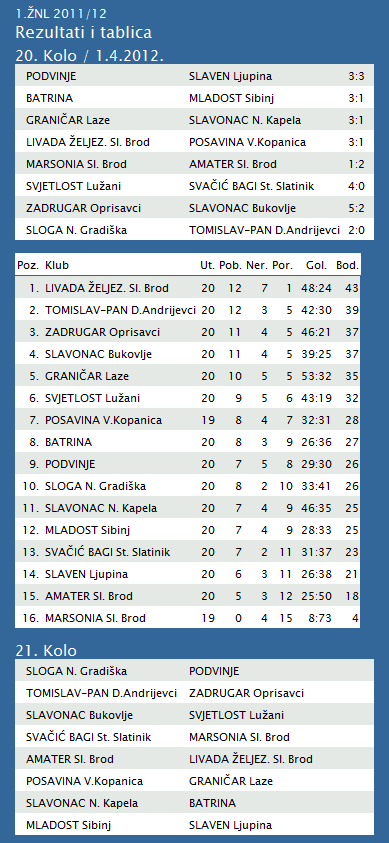 1.ŽNL 2011/12
Rezultati i tablica
20. Kolo / 1.4.2012.
PODVINJE SLAVEN Ljupina 3:3
BATRINA MLADOST Sibinj 3:1
GRANIČAR Laze SLAVONAC N. Kapela 3:1
LIVADA ŽELJEZ. Sl. Brod POSAVINA V.Kopanica 3:1
MARSONIA Sl. Brod AMATER Sl. Brod 1:2
SVJETLOST Lužani SVAČIĆ BAGI St. Slatinik 4:0
ZADRUGAR Oprisavci SLAVONAC Bukovlje 5:2
SLOGA N. Gradiška TOMISLAV-PAN D.Andrijevci 2:0
Poz. Klub Ut. Pob. Ner. Por. Gol. Bod.
1. LIVADA ŽELJEZ. Sl. Brod 20 12 7 1 48:24 43
2. TOMISLAV-PAN D.Andrijevci 20 12 3 5 42:30 39
3. ZADRUGAR Oprisavci 20 11 4 5 46:21 37
4. SLAVONAC Bukovlje 20 11 4 5 39:25 37
5. GRANIČAR Laze 20 10 5 5 53:32 35
6. SVJETLOST Lužani 20 9 5 6 43:19 32
7. POSAVINA V.Kopanica 19 8 4 7 32:31 28
8. BATRINA 20 8 3 9 26:36 27
9. PODVINJE 20 7 5 8 29:30 26
10. SLOGA N. Gradiška 20 8 2 10 33:41 26
11. SLAVONAC N. Kapela 20 7 4 9 46:35 25
12. MLADOST Sibinj 20 7 4 9 28:33 25
13. SVAČIĆ BAGI St. Slatinik 20 7 2 11 31:37 23
14. SLAVEN Ljupina 20 6 3 11 26:38 21
15. AMATER Sl. Brod 20 5 3 12 25:50 18
16. MARSONIA Sl. Brod 19 0 4 15 8:73 4
21. Kolo
SLOGA N. Gradiška PODVINJE
TOMISLAV-PAN D.Andrijevci ZADRUGAR Oprisavci
SLAVONAC Bukovlje SVJETLOST Lužani
SVAČIĆ BAGI St. Slatinik MARSONIA Sl. Brod
AMATER Sl. Brod LIVADA ŽELJEZ. Sl. Brod
POSAVINA V.Kopanica GRANIČAR Laze
SLAVONAC N. Kapela BATRINA
MLADOST Sibinj SLAVEN Ljupina